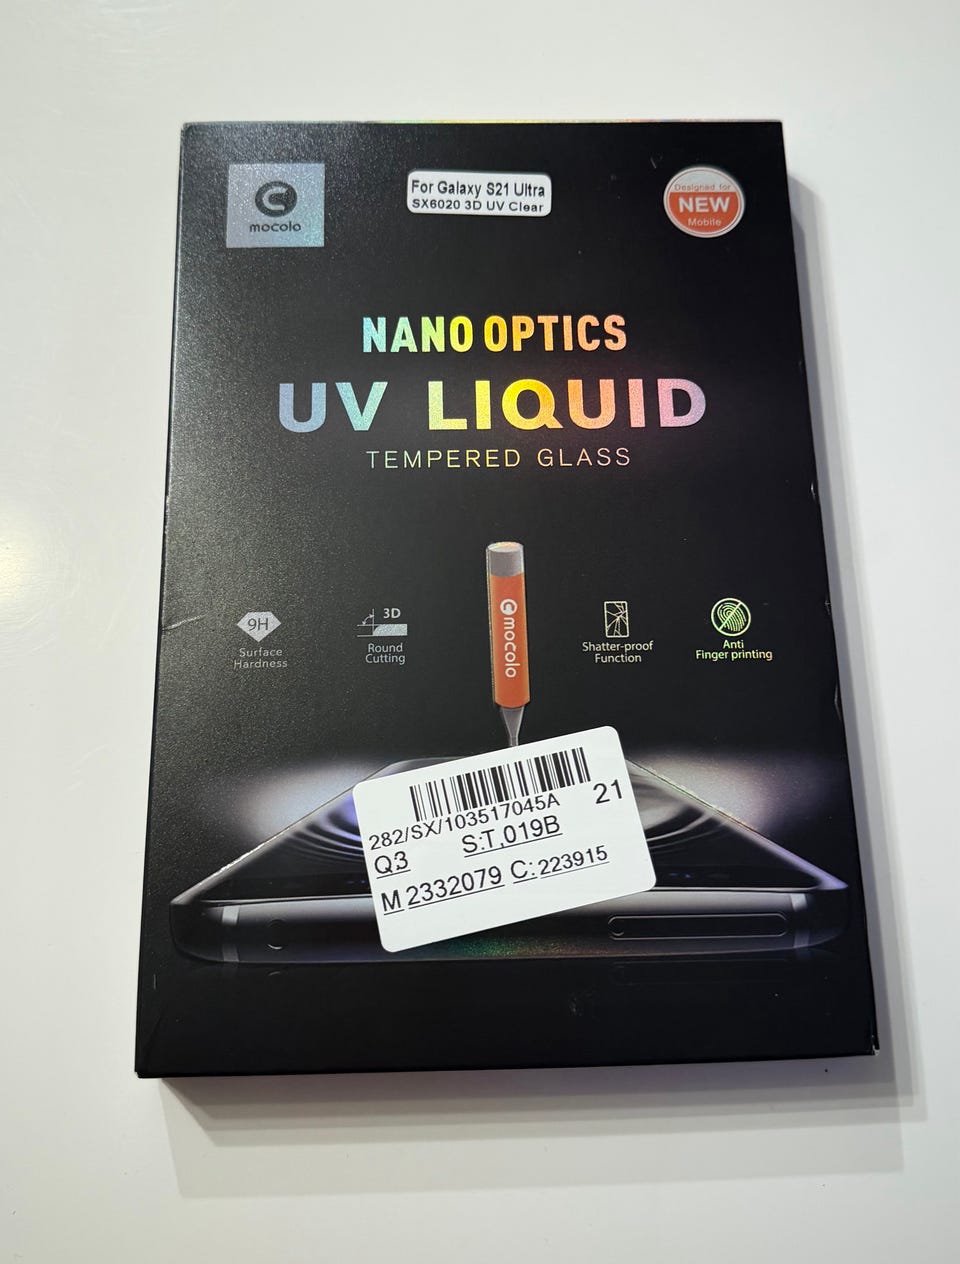 mocolo
For Galaxy S21 Ultra
SX6020 3D UV Clear
Designed for
NEW
Mobile
NANO OPTICS
UV LIQUID
TEMPERED GLASS
9H
Surface
Hardness
3D
Round
Cutting
mocolo
Shatter-proof
Function
Anti
Finger printing
282/SX/103517045A
21
Q3
S:T,019B
M 2332079 C: 223915